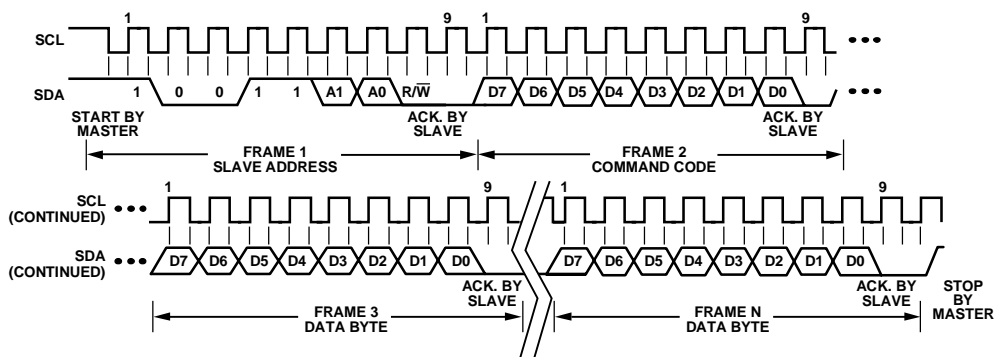 1 9 1 9
SCL
SDA 1 0 0 1 1 A1 A0 R/W̅ D7 D6 D5 D4 D3 D2 D1 D0
START BY MASTER
ACK. BY SLAVE
ACK. BY SLAVE
FRAME 1
SLAVE ADDRESS
FRAME 2
COMMAND CODE
1 9 1 9
SCL
(CONTINUED)
SDA
(CONTINUED)
D7 D6 D5 D4 D3 D2 D1 D0 D7 D6 D5 D4 D3 D2 D1 D0
ACK. BY
SLAVE
ACK. BY
SLAVE
STOP
BY
MASTER
FRAME 3
DATA BYTE
FRAME N
DATA BYTE